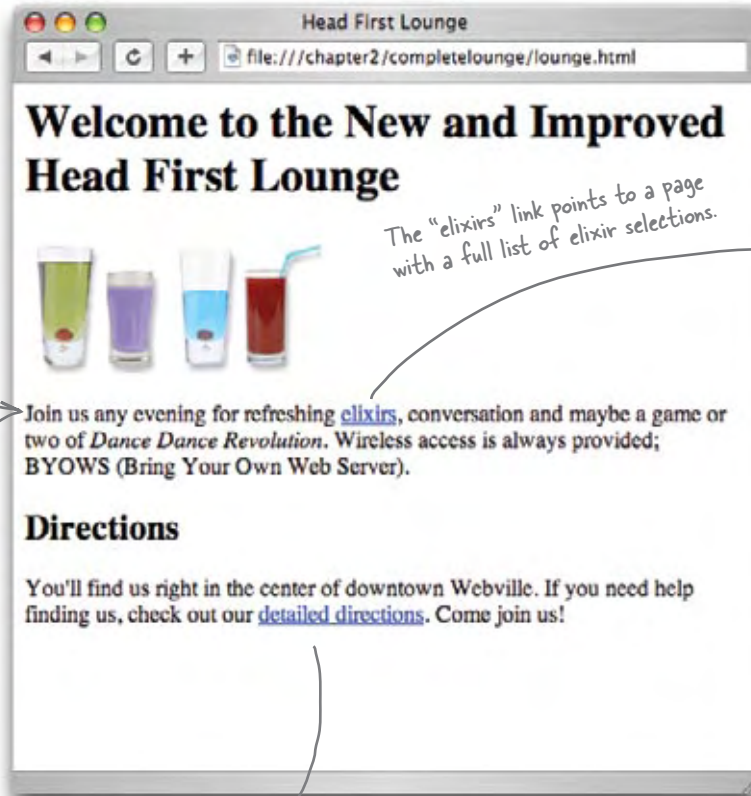 Head First Lounge
file:///chapter2/completelounge/lounge.html
Welcome to the New and Improved
Head First Lounge
The "elixirs" link points to a page
with a full list of elixir selections.
Join us any evening for refreshing elixirs, conversation and maybe a game or
two of Dance Dance Revolution. Wireless access is always provided;
BYOWS (Bring Your Own Web Server).
Directions
You'll find us right in the center of downtown Webville. If you need help
finding us, check out our detailed directions. Come join us!